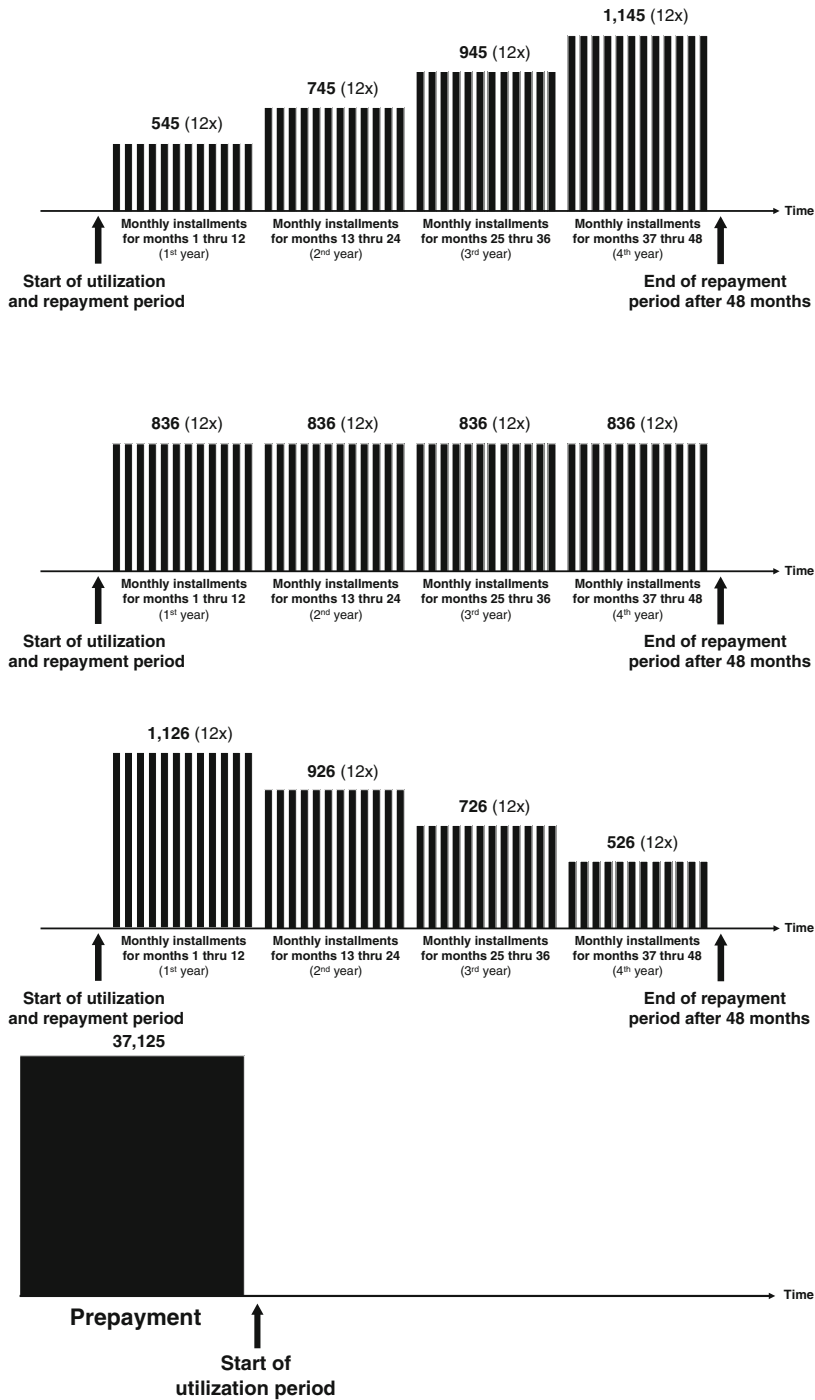 1,145 (12x)
945 (12x)
745 (12x)
545 (12x)
Time
Monthly installments
for months 1 thru 12
(1st year)
Monthly installments
for months 13 thru 24
(2nd year)
Monthly installments
for months 25 thru 36
(3rd year)
Monthly installments
for months 37 thru 48
(4th year)
Start of utilization
and repayment period
End of repayment
period after 48 months
836 (12x)
836 (12x)
836 (12x)
836 (12x)
Time
Monthly installments
for months 1 thru 12
(1st year)
Monthly installments
for months 13 thru 24
(2nd year)
Monthly installments
for months 25 thru 36
(3rd year)
Monthly installments
for months 37 thru 48
(4th year)
Start of utilization
and repayment period
End of repayment
period after 48 months
1,126 (12x)
926 (12x)
726 (12x)
526 (12x)
Time
Monthly installments
for months 1 thru 12
(1st year)
Monthly installments
for months 13 thru 24
(2nd year)
Monthly installments
for months 25 thru 36
(3rd year)
Monthly installments
for months 37 thru 48
(4th year)
Start of utilization
and repayment period
End of repayment
period after 48 months
37,125
Time
Prepayment
Start of
utilization period